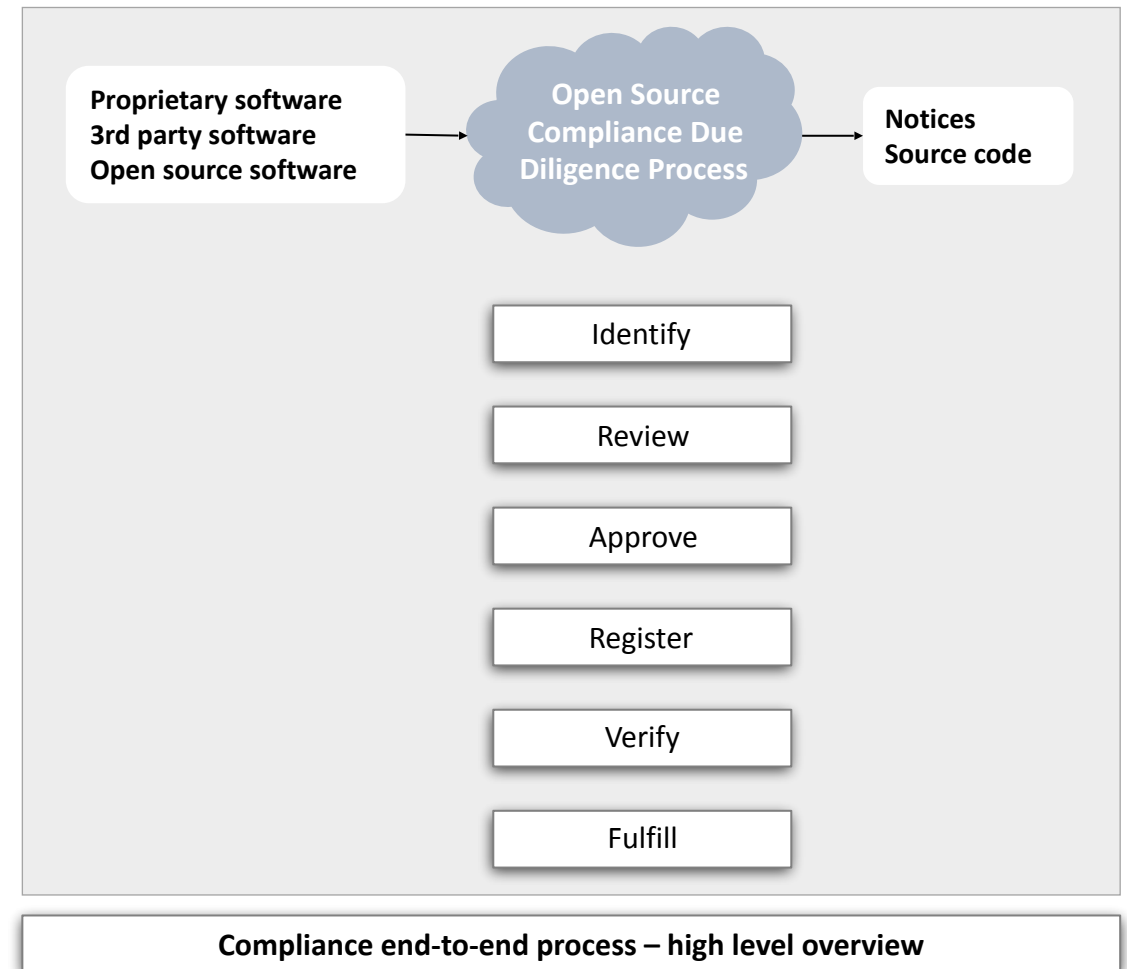 Proprietary software
3rd party software
Open source software
Open Source
Compliance Due
Diligence Process
Notices
Source code
Identify
Review
Approve
Register
Verify
Fulfill
Compliance end-to-end process – high level overview